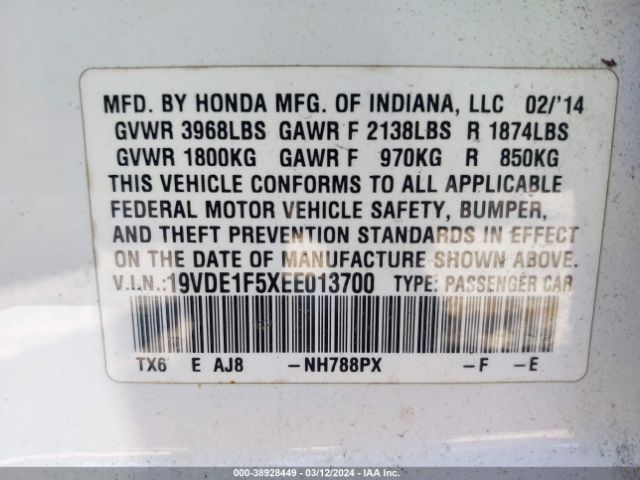 MFD. BY HONDA MFG. OF INDIANA, LLC 02/'14
GVWR 3968LBS GAWR F 2138LBS R 1874LBS
GVWR 1800KG GAWR F 970KG R 850KG
THIS VEHICLE CONFORMS TO ALL APPLICABLE
FEDERAL MOTOR VEHICLE SAFETY, BUMPER,
AND THEFT PREVENTION STANDARDS IN EFFECT
ON THE DATE OF MANUFACTURE SHOWN ABOVE.
V.I.N.:19VDE1F5XEE013700 TYPE: PASSENGER CAR
TX6 E AJ8 -NH788PX -F -E
000-38928449 - 03/12/2024 - IAA Inc.